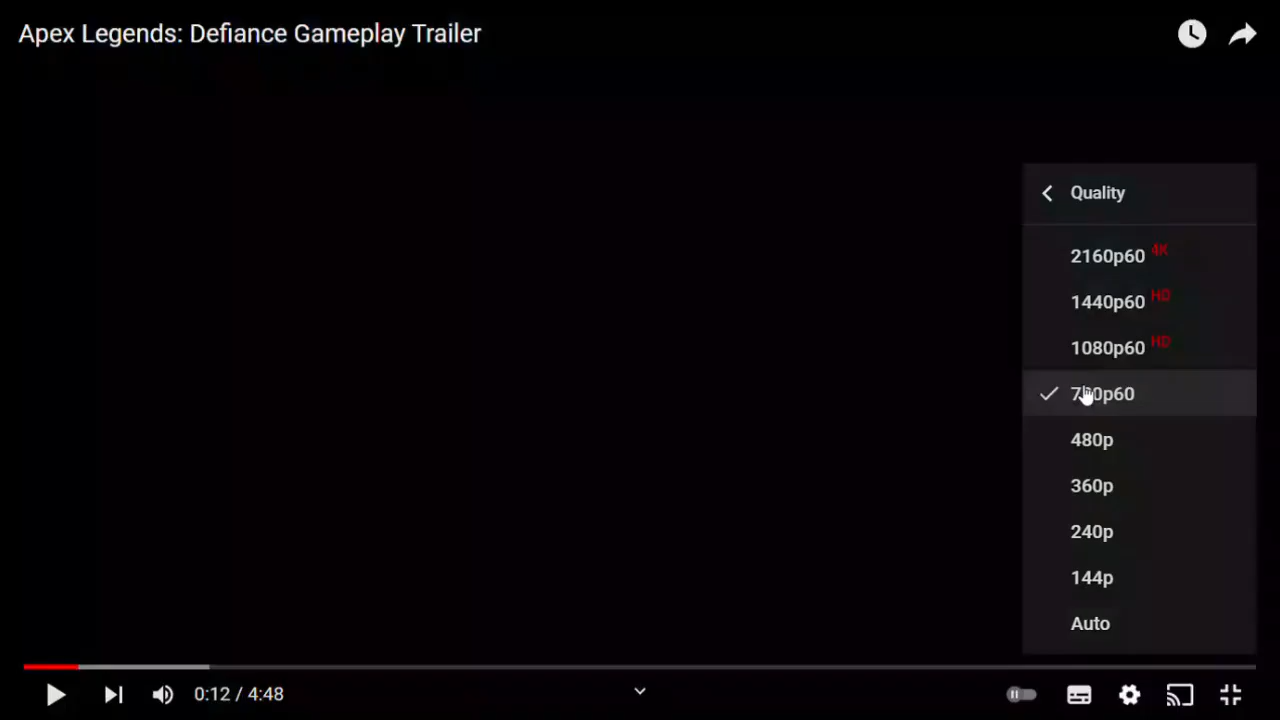 Apex Legends: Defiance Gameplay Trailer
Quality
2160p60 4K
1440p60 HD
1080p60 HD
720p60
480p
360p
240p
144p
Auto
0:12 / 4:48